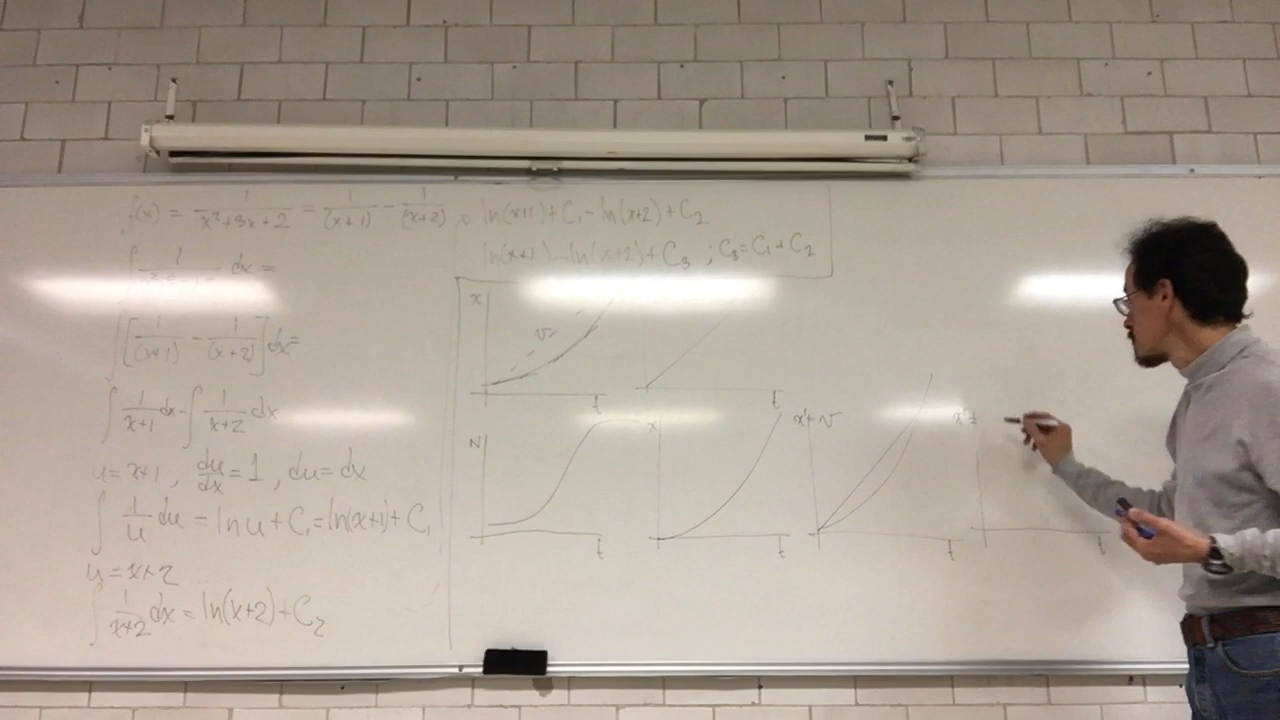 f(x) = 1/(x²+3x+2) = 1/(x+1) - 1/(x+2)
dx =
∫[1/(x+1) - 1/(x+2)]dx=
∫ 1/(x+1) dx - ∫ 1/(x+2) dx
u = x+1 , du/dx = 1 , du = dx
∫ 1/u du = ln u + C₁ = ln(x+1) + C₁
u = x+2
∫ 1/(x+2) dx = ln(x+2) + C₂
ln(x+1) + C₁ - ln(x+2) + C₂
ln(x+1) - ln(x+2) + C₃ ; C₃ = C₁ + C₂
x
v
t
t
N
t
x
t
x' = v
t
t